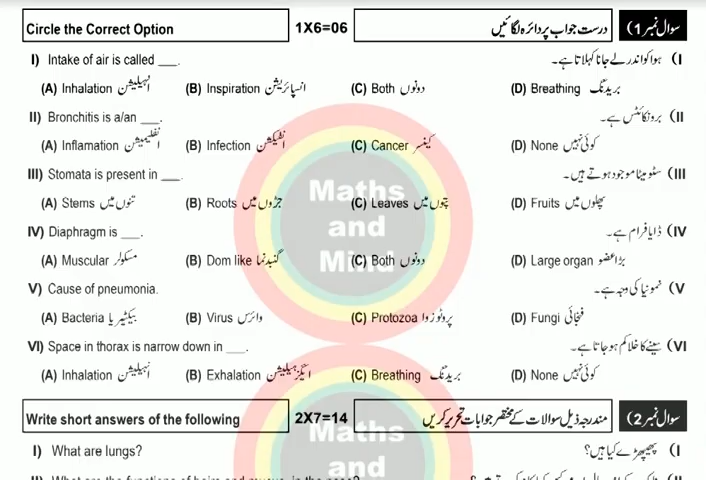 Circle the Correct Option 1X6=06 درست جواب پر دائرہ لگائیں سوال نمبر 1)
I) Intake of air is called ___. ہوا کو اندر لے جانا کہلاتا ہے۔ (I
(A) Inhalation انہیلیشن (B) Inspiration انسپائریشن (C) Both دونوں (D) Breathing بریدنگ
II) Bronchitis is a/an ___. برونکائٹس ہے۔ (II
(A) Inflamation انفلیمیشن (B) Infection انفیکشن (C) Cancer کینسر (D) None کوئی نہیں
III) Stomata is present in ___. سٹومیٹا موجود ہوتے ہیں۔ (III
(A) Stems تنوں میں (B) Roots جڑوں میں (C) Leaves پتوں میں (D) Fruits پھلوں میں
IV) Diaphragm is ___. ڈایافرام ہے۔ (IV
(A) Muscular مسکولر (B) Dom like گنبد نما (C) Both دونوں (D) Large organ بڑا عضو
V) Cause of pneumonia. نمونیا کی وجہ ہے۔ (V
(A) Bacteria بیکٹیریا (B) Virus وائرس (C) Protozoa پروٹوزوا (D) Fungi فنجائی
VI) Space in thorax is narrow down in ___. سینے کا خلا کم ہو جاتا ہے۔ (VI
(A) Inhalation انہیلیشن (B) Exhalation ایگزہیلیشن (C) Breathing بریدنگ (D) None کوئی نہیں
Write short answers of the following 2X7=14 مندرجہ ذیل سوالات کے مختصر جوابات تحریر کریں سوال نمبر 2)
I) What are lungs? پھیپھڑے کیا ہیں؟ (I
Maths
and
Mind
Maths
and